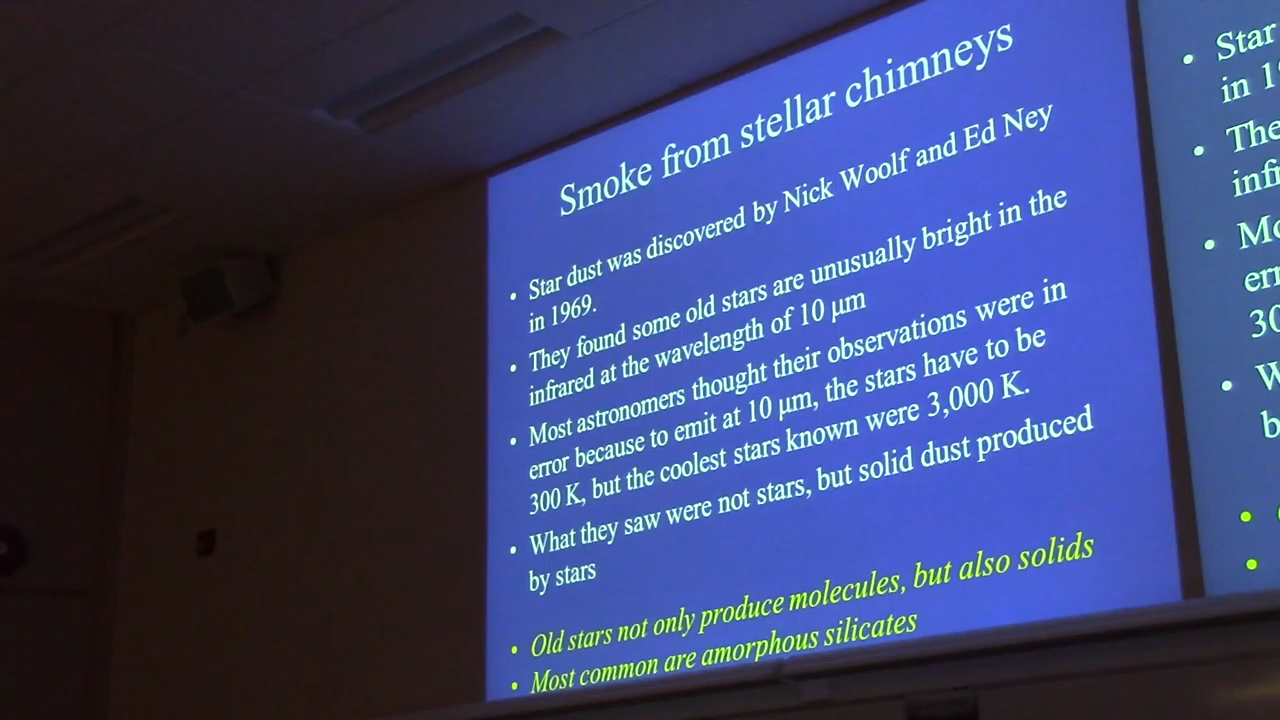 Smoke from stellar chimneys
• Star dust was discovered by Nick Woolf and Ed Ney
in 1969.
• They found some old stars are unusually bright in the
infrared at the wavelength of 10 μm
• Most astronomers thought their observations were in
error because to emit at 10 μm, the stars have to be
300 K, but the coolest stars known were 3,000 K.
• What they saw were not stars, but solid dust produced
by stars
• Old stars not only produce molecules, but also solids
• Most common are amorphous silicates
• Star
in
• The